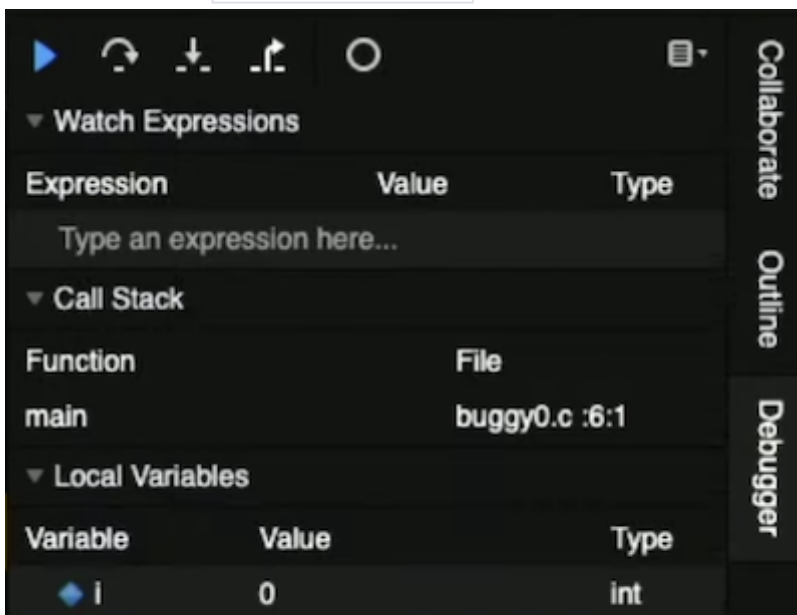 Watch Expressions
Expression Value Type
Type an expression here...
Call Stack
Function File
main buggy0.c :6:1
Local Variables
Variable Value Type
i 0 int
Collaborate
Outline
Debugger